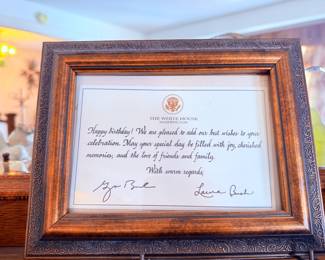 THE WHITE HOUSE
WASHINGTON
Happy birthday! We are pleased to add our best wishes to your
celebration. May your special day be filled with joy, cherished
memories, and the love of friends and family.
With warm regards,
Laura Bush